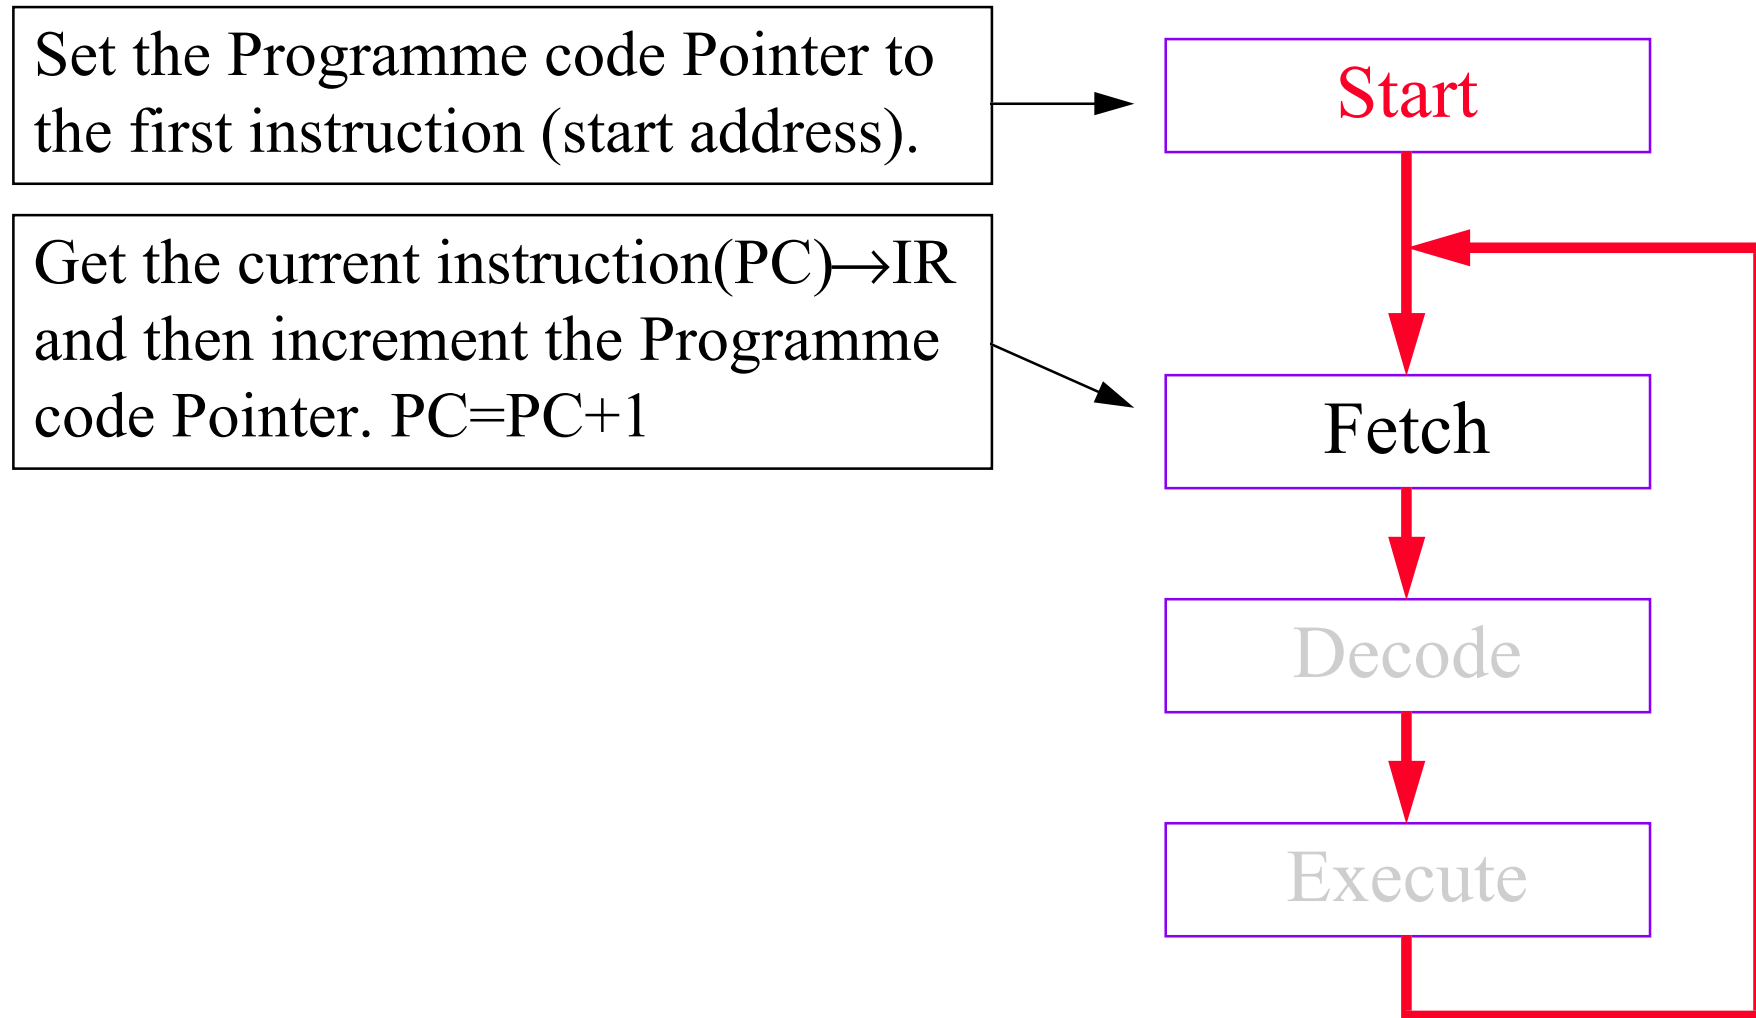 Set the Programme code Pointer to
the first instruction (start address).
Start
Get the current instruction(PC)→IR
and then increment the Programme
code Pointer. PC=PC+1
Fetch
Decode
Execute